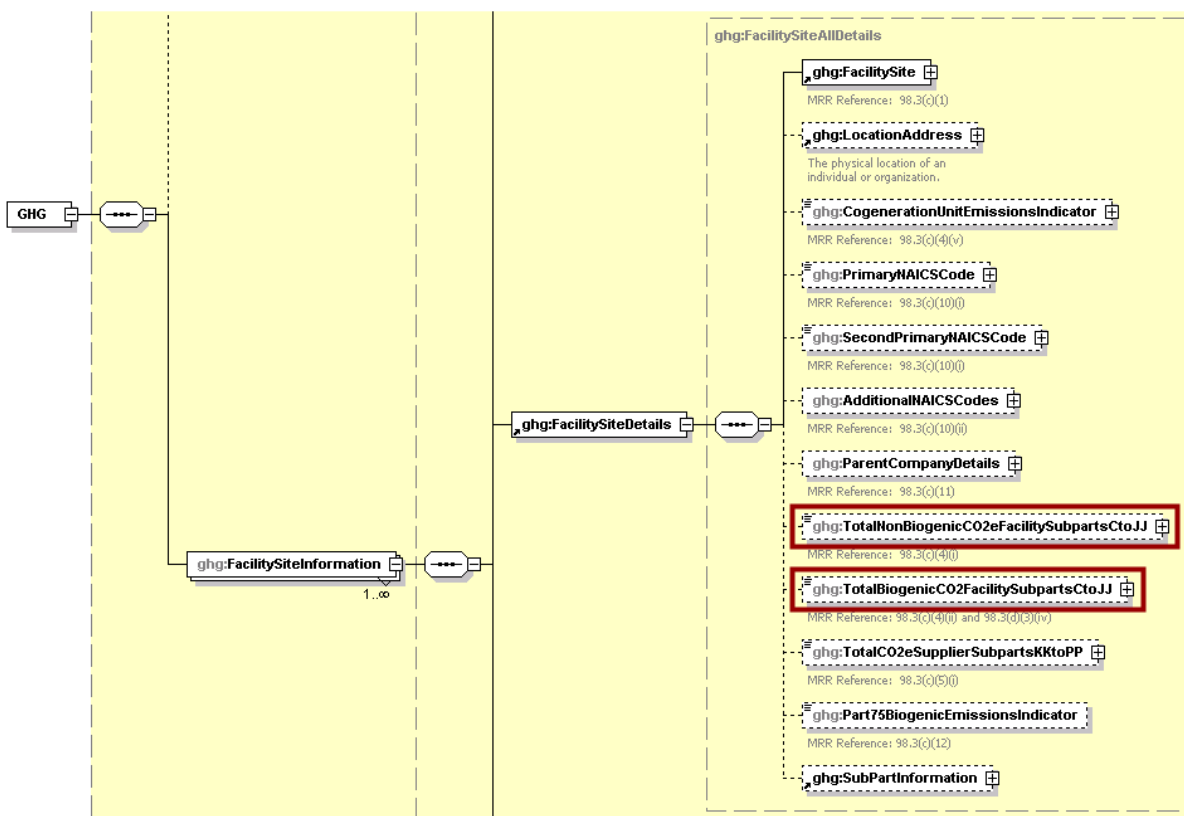 ghg:FacilitySiteAllDetails
ghg:FacilitySite
MRR Reference: 98.3(c)(1)
ghg:LocationAddress
The physical location of an
individual or organization.
GHG
ghg:CogenerationUnitEmissionsIndicator
MRR Reference: 98.3(c)(4)(v)
ghg:PrimaryNAICSCode
MRR Reference: 98.3(c)(10)(i)
ghg:SecondPrimaryNAICSCode
MRR Reference: 98.3(c)(10)(i)
ghg:AdditionalNAICSCodes
MRR Reference: 98.3(c)(10)(ii)
ghg:FacilitySiteDetails
ghg:ParentCompanyDetails
MRR Reference: 98.3(c)(11)
ghg:TotalNonBiogenicCO2eFacilitySubpartsCtoJJ
MRR Reference: 98.3(c)(4)(i)
ghg:FacilitySiteInformation
1..∞
ghg:TotalBiogenicCO2FacilitySubpartsCtoJJ
MRR Reference: 98.3(c)(4)(ii) and 98.3(d)(3)(iv)
ghg:TotalCO2eSupplierSubpartsKKtoPP
MRR Reference: 98.3(c)(5)(i)
ghg:Part75BiogenicEmissionsIndicator
MRR Reference: 98.3(c)(12)
ghg:SubPartInformation